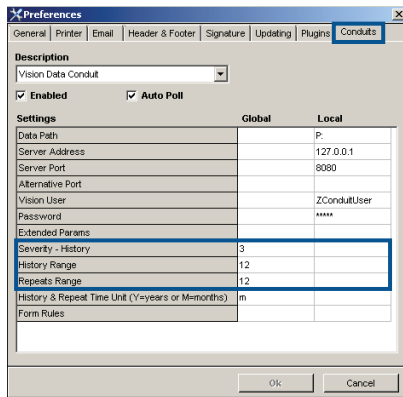 Preferences
General Printer Email Header & Footer Signature Updating Plugins Conduits
Description
Vision Data Conduit
Enabled Auto Poll
Settings Global Local
Data Path P:
Server Address 127.0.0.1
Server Port 8080
Alternative Port
Vision User ZConduitUser
Password *****
Extended Params
Severity - History 3
History Range 12
Repeats Range 12
History & Repeat Time Unit (Y=years or M=months) m
Form Rules
Ok Cancel